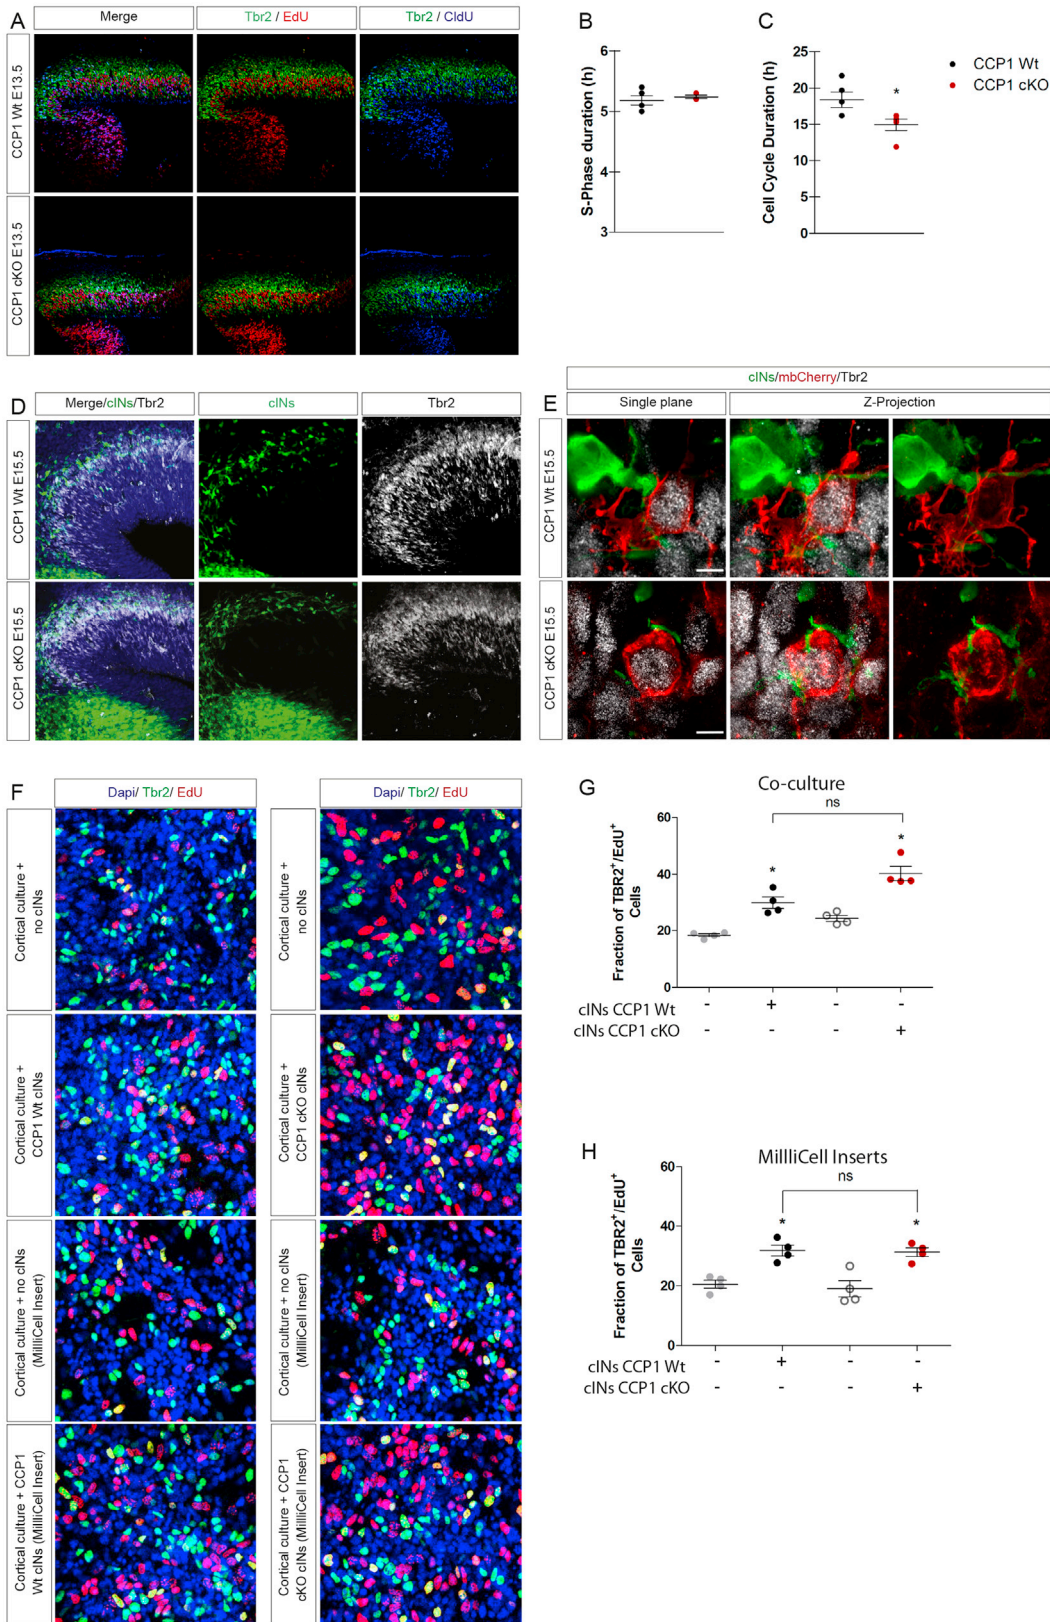 A
Merge
Tbr2 / EdU
Tbr2 / CldU
CCP1 Wt E13.5
CCP1 cKO E13.5
B
S-Phase duration (h)
6
5
4
3
C
Cell Cycle Duration (h)
25
20
15
10
5
0
*
CCP1 Wt
CCP1 cKO
D
Merge/cINs/Tbr2
cINs
Tbr2
CCP1 Wt E15.5
CCP1 cKO E15.5
E
cINs/mbCherry/Tbr2
Single plane
Z-Projection
CCP1 Wt E15.5
CCP1 cKO E15.5
F
Dapi/ Tbr2/ EdU
Dapi/ Tbr2/ EdU
Cortical culture +
no cINs
Cortical culture +
no cINs
Cortical culture +
CCP1 Wt cINs
Cortical culture +
CCP1 cKO cINs
Cortical culture + no cINs
(MilliCell Insert)
Cortical culture + no cINs
(MilliCell Insert)
Cortical culture + CCP1
Wt cINs (MilliCell Insert)
Cortical culture + CCP1
cKO cINs (MilliCell Insert)
G
Co-culture
ns
Fraction of TBR2+/EdU+
Cells
60
40
20
0
*
*
cINs CCP1 Wt - + - -
cINs CCP1 cKO - - - +
H
MillliCell Inserts
ns
Fraction of TBR2+/EdU+
Cells
60
40
20
0
*
*
cINs CCP1 Wt - + - -
cINs CCP1 cKO - - - +